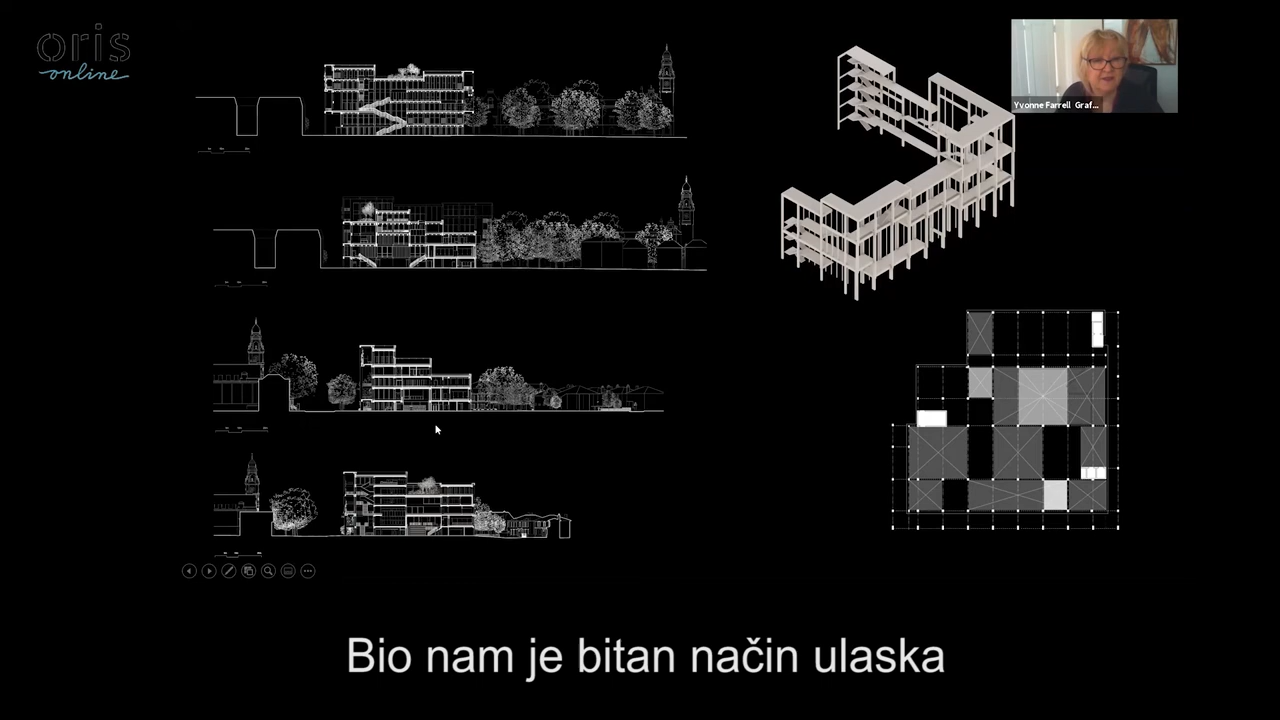 oris
online
Yvonne Farrell Graf...
Bio nam je bitan način ulaska